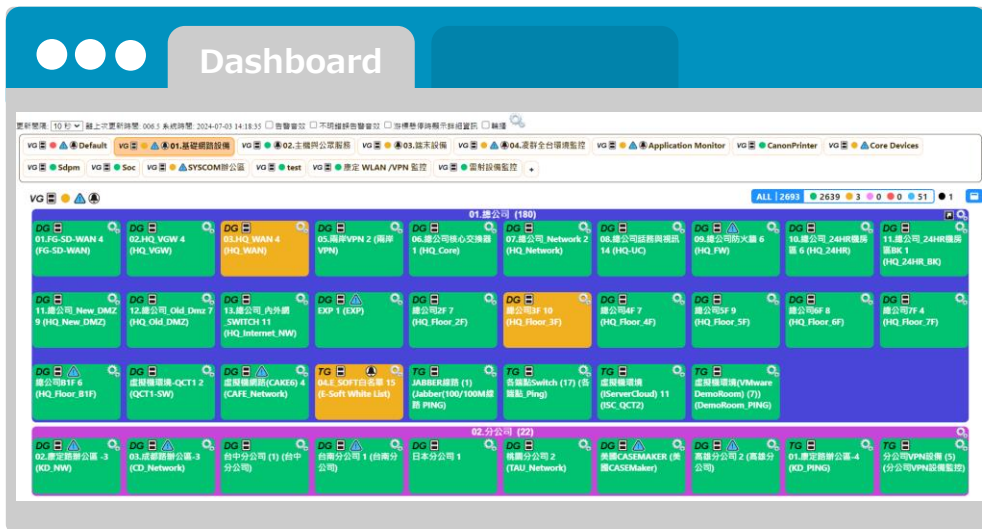 Dashboard
更新間隔: 10 秒 離上次更新時間: 006.5 系統時間: 2024-07-03 14:18:35 告警音效 不明錯誤告警音效 游標懸停時顯示詳細資訊 輪播
VG Default VG 01.基礎網路設備 VG 02.主機與公眾服務 VG 03.端末設備 VG 04.凌群全台環境監控 VG Application Monitor VG CanonPrinter VG Core Devices
VG Sdpm VG Soc VG SYSCOM辦公區 VG test VG 康定 WLAN /VPN 監控 VG 雷射設備監控 +
VG ALL 2693 2639 3 0 0 51 1
01.總公司 (180)
DG DG DG DG DG DG DG DG DG DG
01.FG-SD-WAN 4 02.HQ_VGW 4 03.HQ_WAN 4 05.兩岸VPN 2 (兩岸 06.總公司核心交換器 07.總公司_Network 2 08.總公司話務與視訊 09.總公司防火牆 6 10.總公司_24HR機房 11.總公司_24HR機房
(FG-SD-WAN) (HQ_VGW) (HQ_WAN) VPN) 1 (HQ_Core) (HQ_Network) 14 (HQ-UC) (HQ_FW) 區 6 (HQ_24HR) 區BK 1
(HQ_24HR_BK)
DG DG DG DG DG DG DG DG DG DG
11.總公司_New_DMZ 12.總公司_Old_Dmz 7 13.總公司_內外網 EXP 1 (EXP) 總公司2F 7 總公司3F 10 總公司4F 7 總公司5F 9 總公司6F 8 總公司7F 4
9 (HQ_New_DMZ) (HQ_Old_DMZ) _SWITCH 11 (HQ_Floor_2F) (HQ_Floor_3F) (HQ_Floor_4F) (HQ_Floor_5F) (HQ_Floor_6F) (HQ_Floor_7F)
(HQ_Internet_NW)
DG DG DG TG TG TG TG TG
總公司B1F 6 虛擬機環境-QCT1 2 虛擬機網路(CAKE6) 4 04.E_SOFT白名單 15 JABBER線路 (1) 各端點Switch (17) (各 虛擬機環境 虛擬機環境(VMware
(HQ_Floor_B1F) (QCT1-SW) (CAFE_Network) (E-Soft White List) (Jabber(100/100M線 端點_Ping) (IServerCloud) 11 DemoRoom) (7))
路 PING) (ISC_QCT2) (DemoRoom_PING)
02.分公司 (22)
DG DG DG DG DG DG DG DG TG TG
02.康定路辦公區 -3 03.成都路辦公區-3 台中分公司 (1) (台中 台南分公司 1 (台南分 日本分公司 1 桃園分公司 2 美國CASEMAKER (美 高雄分公司 2 (高雄分 01.康定路辦公區-4 分公司VPN設備 (5)
(KD_NW) (CD_Network) 分公司) 公司) (TAU_Network) 國CASEMaker) 公司) (KD_PING) (分公司VPN設備監控)